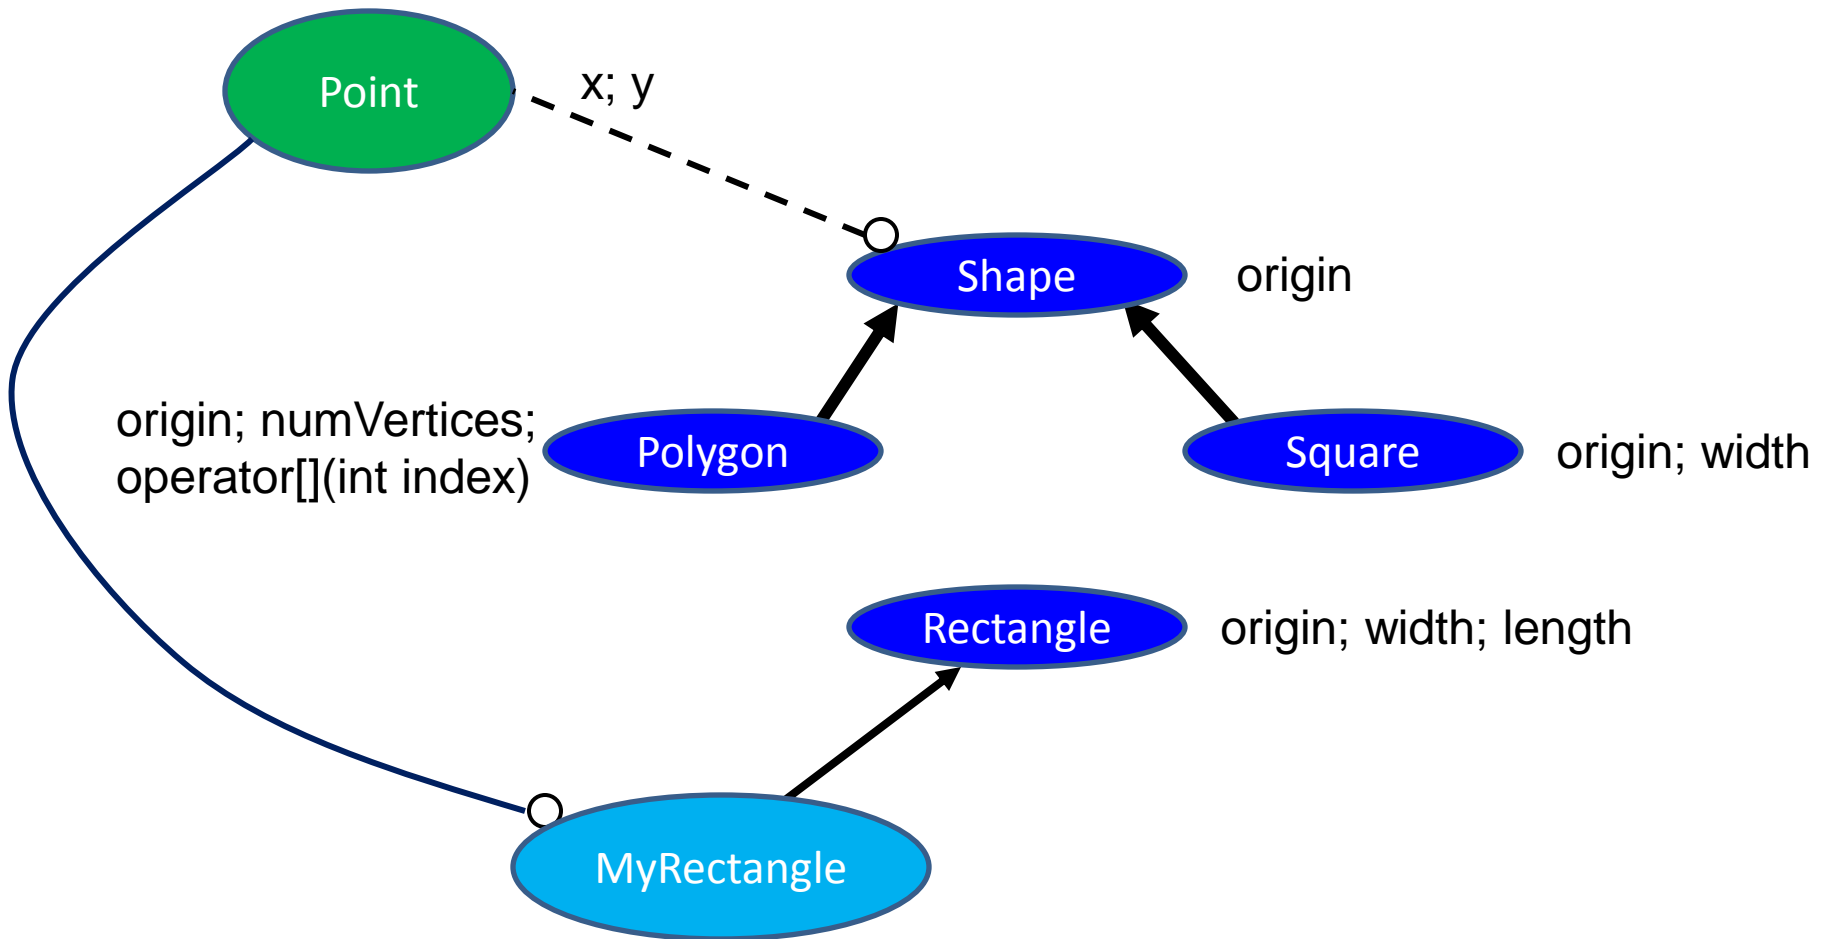 Point
x; y
Shape
origin
origin; numVertices;
operator[](int index)
Polygon
Square
origin; width
Rectangle
origin; width; length
MyRectangle